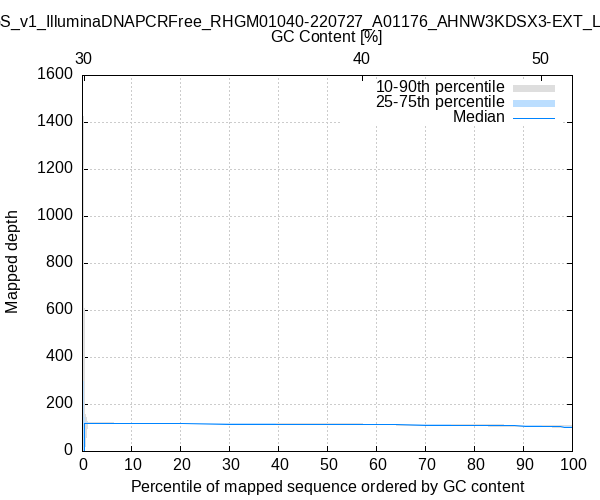 S_v1_IlluminaDNAPCRFree_RHGM01040-220727_A01176_AHNW3KDSX3-EXT_L
GC Content [%]
30 40 50
10-90th percentile
25-75th percentile
Median
1600
1400
1200
1000
800
600
400
200
0
Mapped depth
0 10 20 30 40 50 60 70 80 90 100
Percentile of mapped sequence ordered by GC content